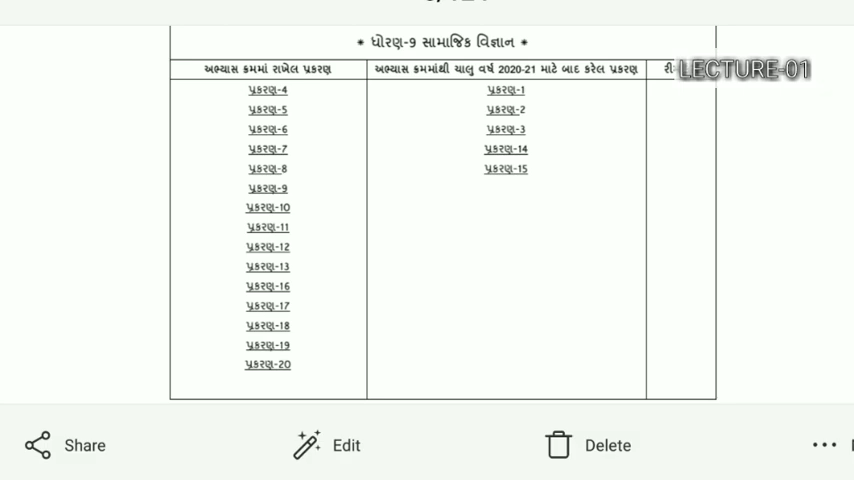 * ધોરણ-9 સામાજિક વિજ્ઞાન *
અભ્યાસ ક્રમમાં રાખેલ પ્રકરણ
અભ્યાસ ક્રમમાંથી ચાલુ વર્ષ 2020-21 માટે બાદ કરેલ પ્રકરણ
LECTURE-01
પ્રકરણ-4 પ્રકરણ-1
પ્રકરણ-5 પ્રકરણ-2
પ્રકરણ-6 પ્રકરણ-3
પ્રકરણ-7 પ્રકરણ-14
પ્રકરણ-8 પ્રકરણ-15
પ્રકરણ-9
પ્રકરણ-10
પ્રકરણ-11
પ્રકરણ-12
પ્રકરણ-13
પ્રકરણ-16
પ્રકરણ-17
પ્રકરણ-18
પ્રકરણ-19
પ્રકરણ-20
Share Edit Delete